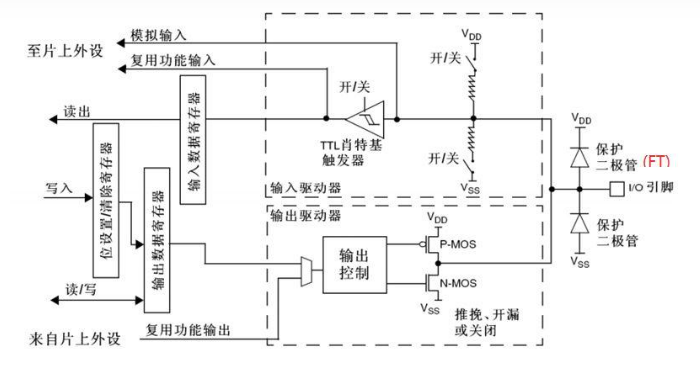 模拟输入
至片上外设
复用功能输入
读出
输入数据寄存器
开/关
TTL肖特基
触发器
输入驱动器
V_DD
开/关
开/关
V_SS
V_DD
保护
二极管 (FT)
I/O 引脚
保护
二极管
V_SS
写入
位设置/清除寄存器
输出数据寄存器
读/写
来自片上外设
复用功能输出
输出驱动器
输出
控制
V_DD
P-MOS
N-MOS
V_SS
推挽、开漏
或关闭